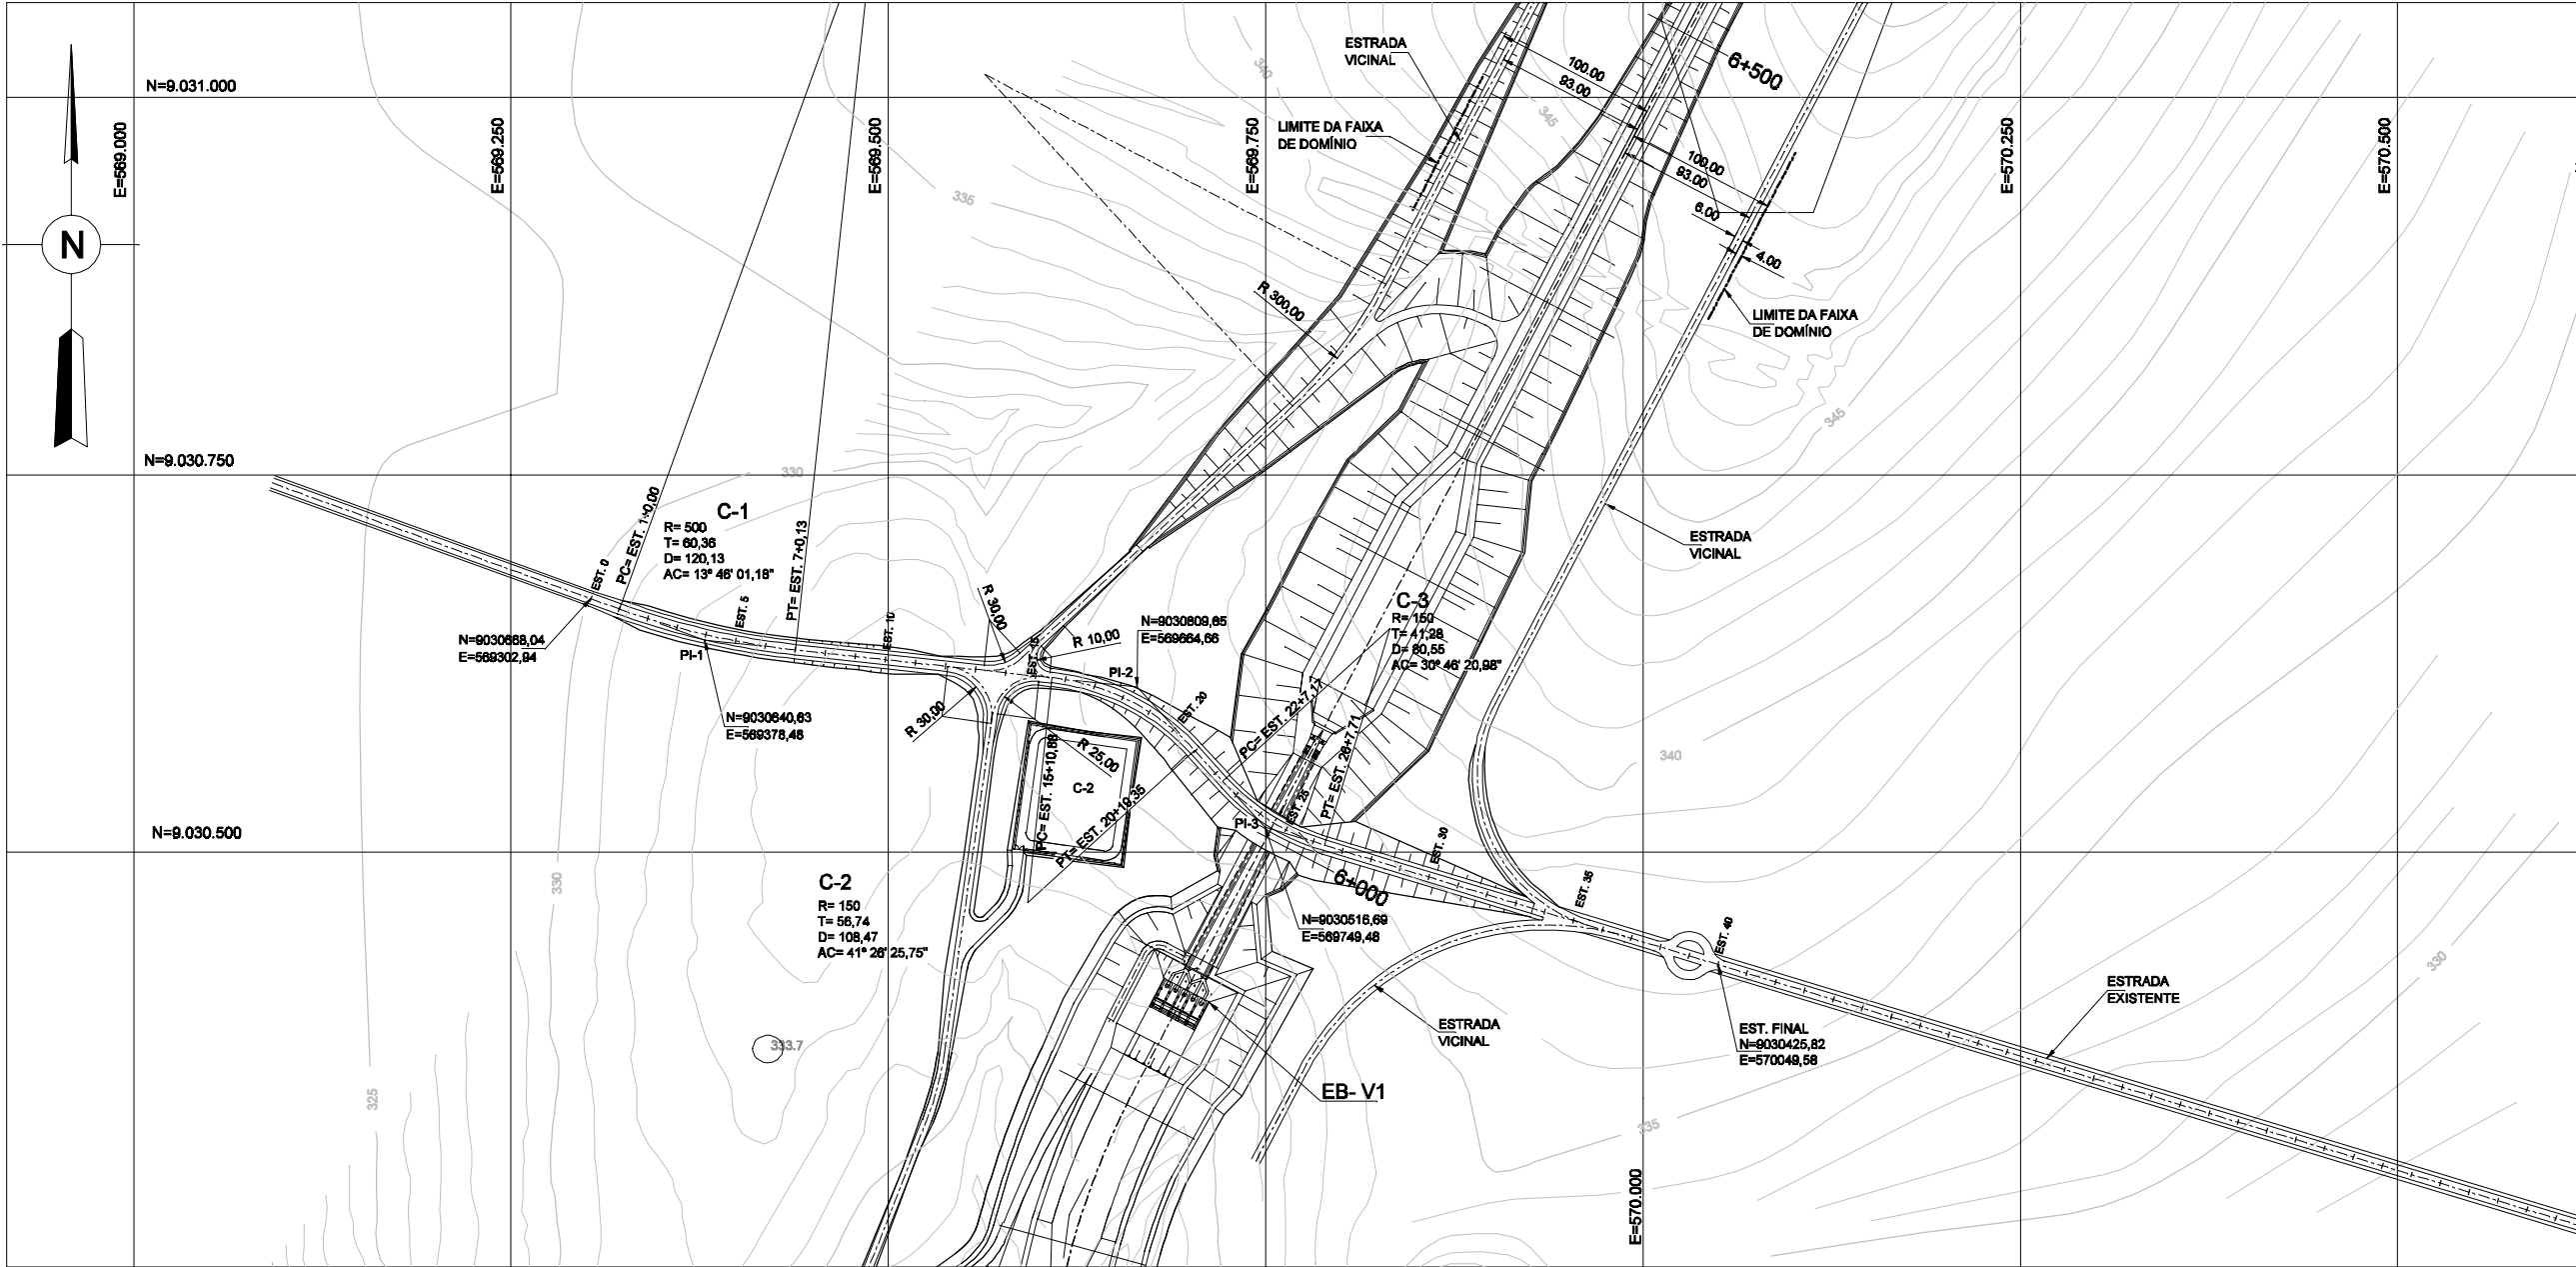 N=9.031.000
E=569.000
E=569.250
E=569.500
E=569.750
E=570.250
E=570.500
N
ESTRADA
VICINAL
LIMITE DA FAIXA
DE DOMÍNIO
100.00
93.00
6+500
340
345
335
100.00
93.00
6.00
4.00
LIMITE DA FAIXA
DE DOMÍNIO
R 300,00
345
N=9.030.750
330
C-1
R= 500
T= 60,36
D= 120,13
AC= 13º 46' 01,18"
EST. 0
PC= EST. 1+0,00
EST. 5
PT= EST. 7+0,13
EST. 10
EST. 15
N=9030668,04
E=569302,94
PI-1
N=9030640,63
E=569378,48
R 30,00
R 10,00
R 30,00
R 25,00
N=9030609,65
E=569664,66
PI-2
EST. 20
C-3
R= 150
T= 41,28
D= 80,55
AC= 30º 46' 20,98"
PC= EST. 22+7,17
PT= EST. 26+7,71
EST. 25
PI-3
C-2
PC= EST. 15+10,88
PT= EST. 20+19,35
ESTRADA
VICINAL
340
N=9.030.500
C-2
R= 150
T= 56,74
D= 108,47
AC= 41º 26' 25,75"
330
6+000
N=9030516,69
E=569749,48
EST. 30
EST. 35
EST. 40
ESTRADA
VICINAL
EB- V1
EST. FINAL
N=9030425,82
E=570049,58
ESTRADA
EXISTENTE
330
333.7
325
335
E=570.000